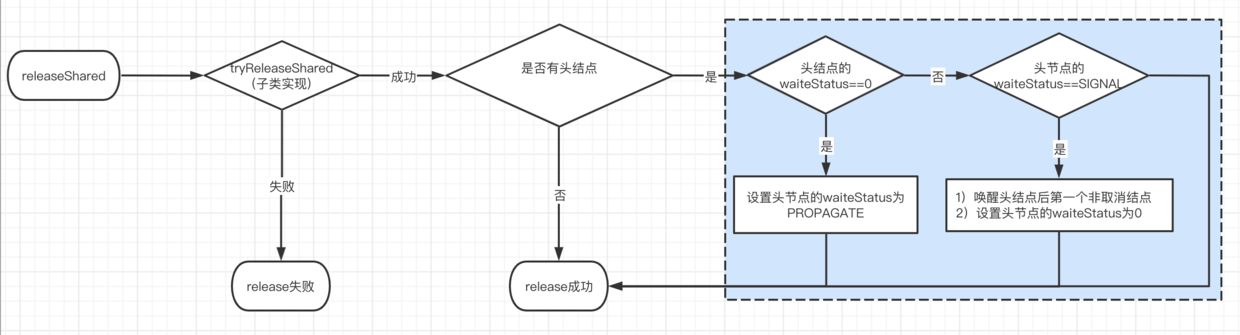 releaseShared
tryReleaseShared
(子类实现)
成功
是否有头结点
是
头结点的
waiteStatus==0
否
头节点的
waiteStatus==SIGNAL
失败
否
是
是
设置头节点的waiteStatus为
PROPAGATE
1）唤醒头结点后第一个非取消结点
2）设置头节点的waiteStatus为0
release失败
release成功